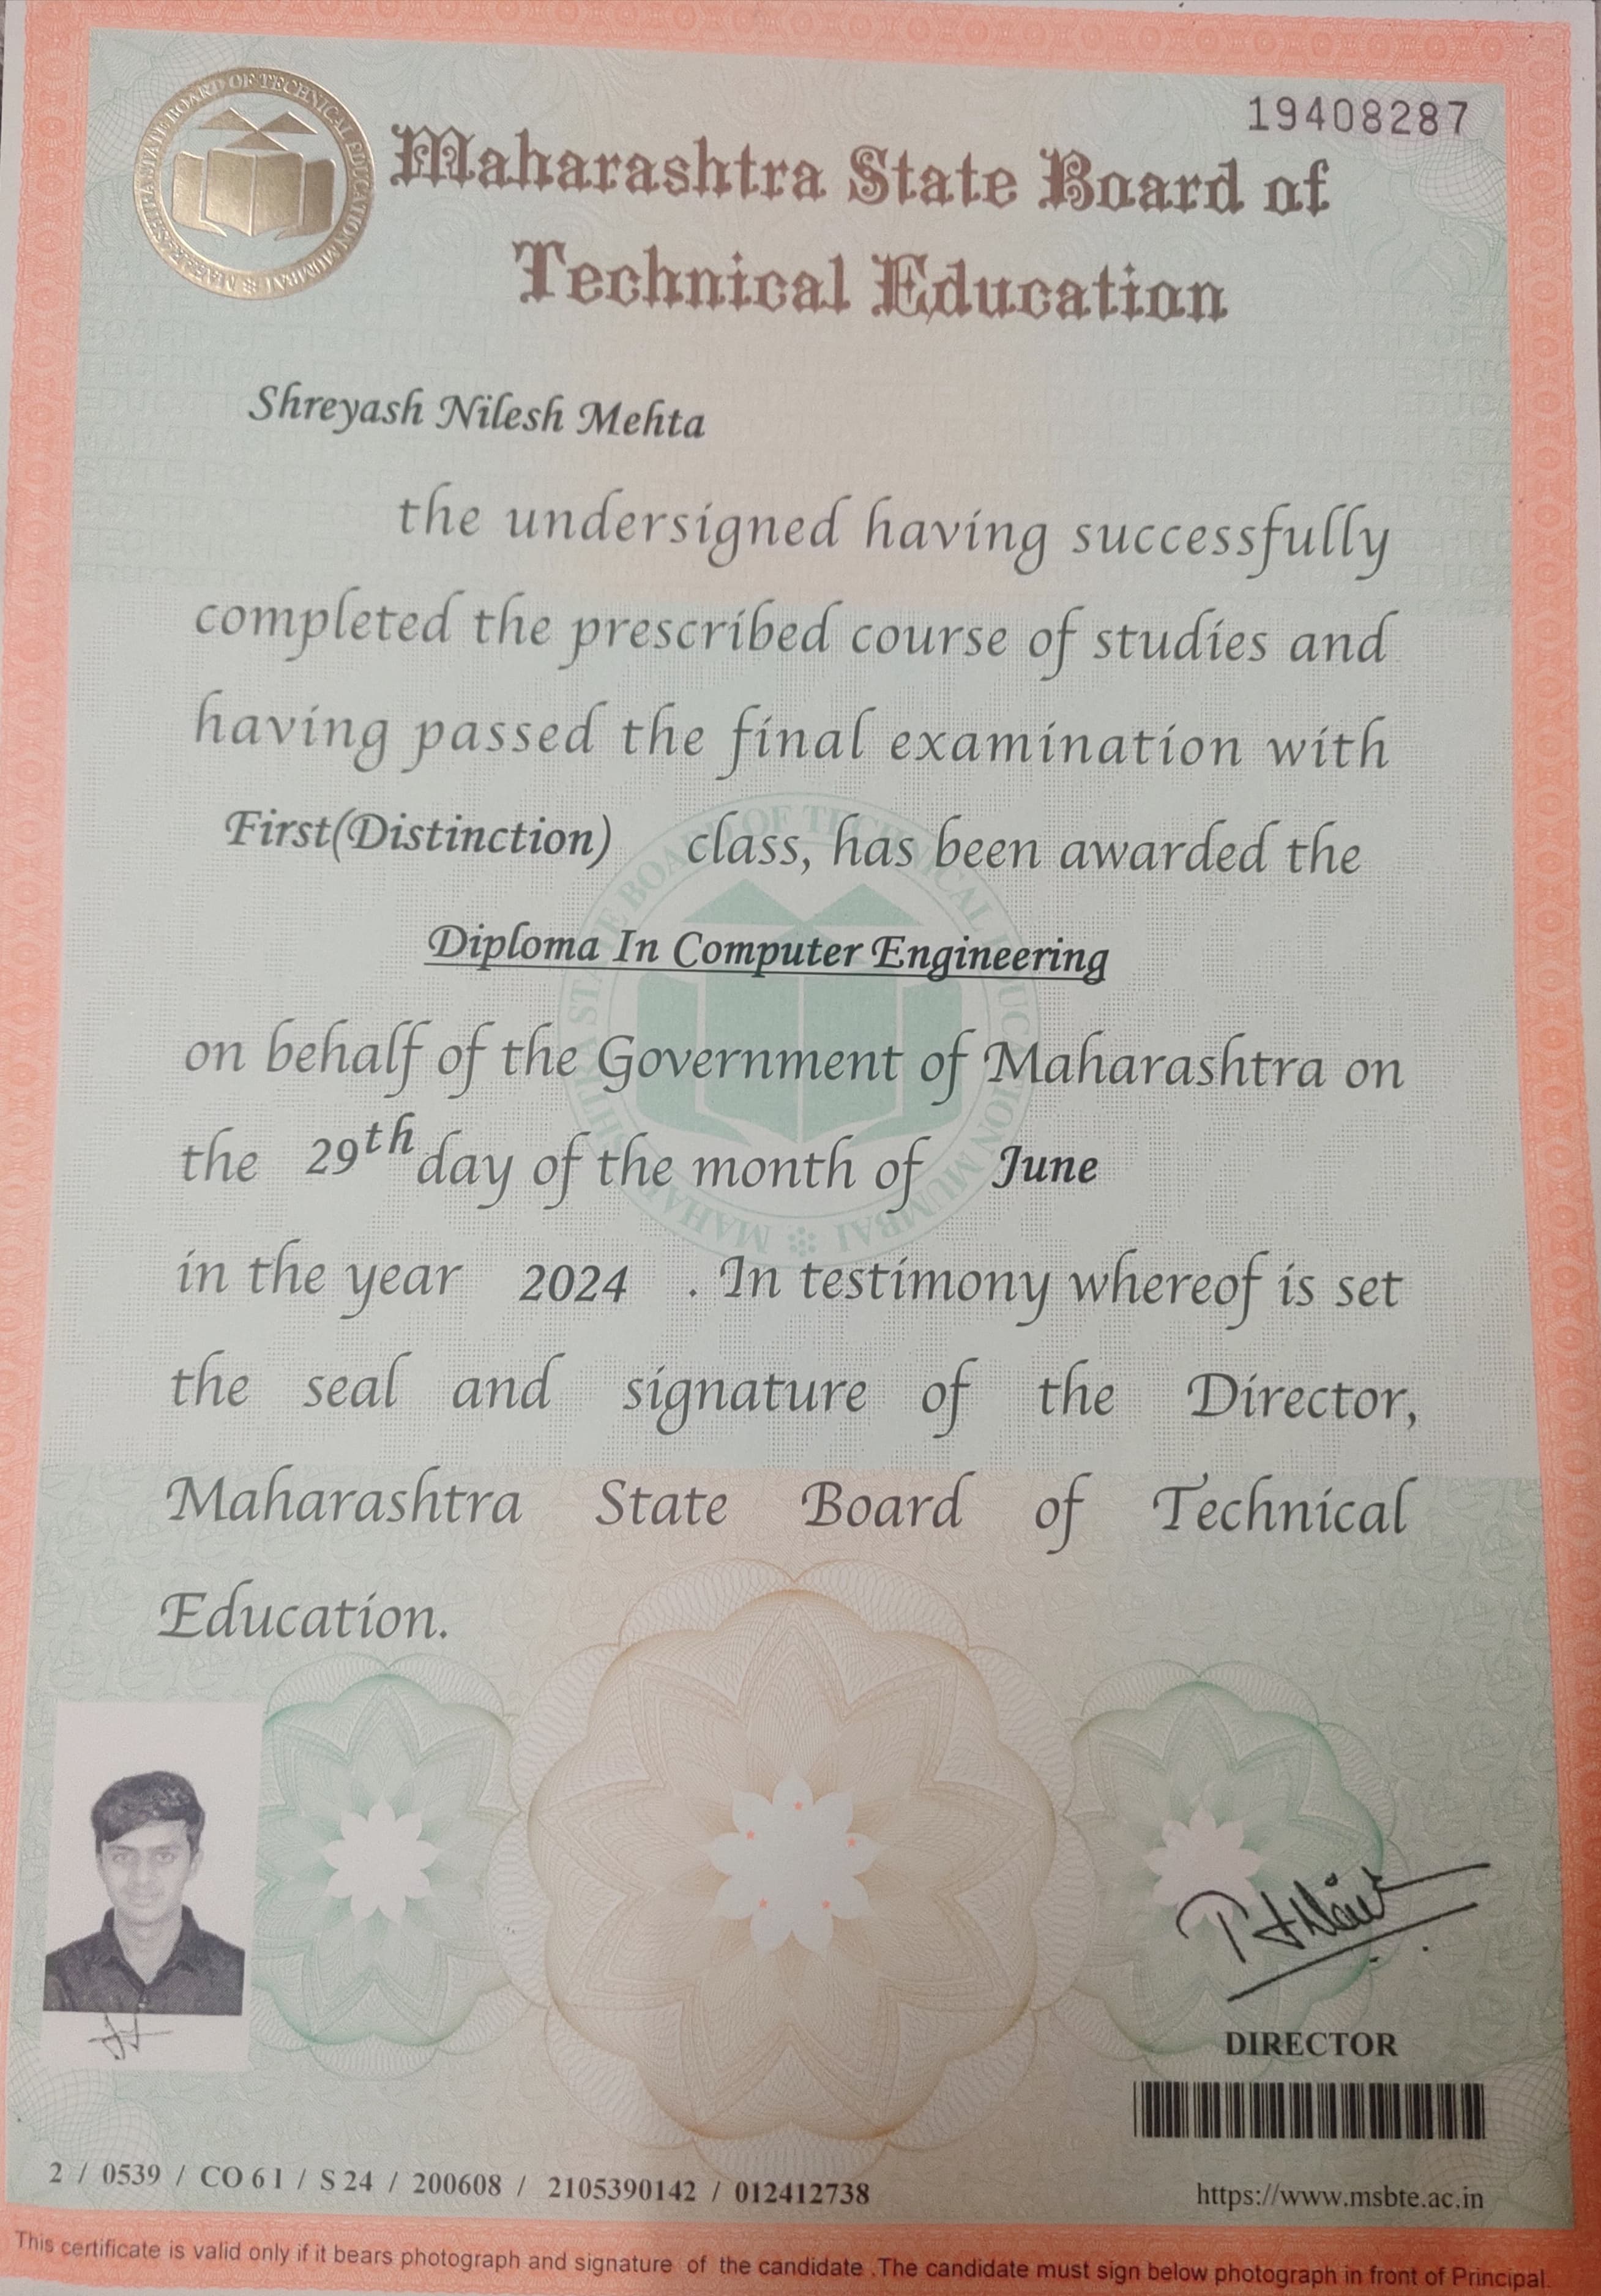 19408287
MAHARASHTRA STATE BOARD OF TECHNICAL EDUCATION MUMBAI
Maharashtra State Board of
Technical Education
Shreyash Nilesh Mehta
the undersigned having successfully
completed the prescribed course of studies and
having passed the final examination with
First(Distinction) class, has been awarded the
Diploma In Computer Engineering
on behalf of the Government of Maharashtra on
the 29th day of the month of June
in the year 2024 . In testimony whereof is set
the seal and signature of the Director,
Maharashtra State Board of Technical
Education.
DIRECTOR
2 / 0539 / CO 6 I / S 24 / 200608 / 2105390142 / 012412738
https://www.msbte.ac.in
This certificate is valid only if it bears photograph and signature of the candidate .The candidate must sign below photograph in front of Principal.